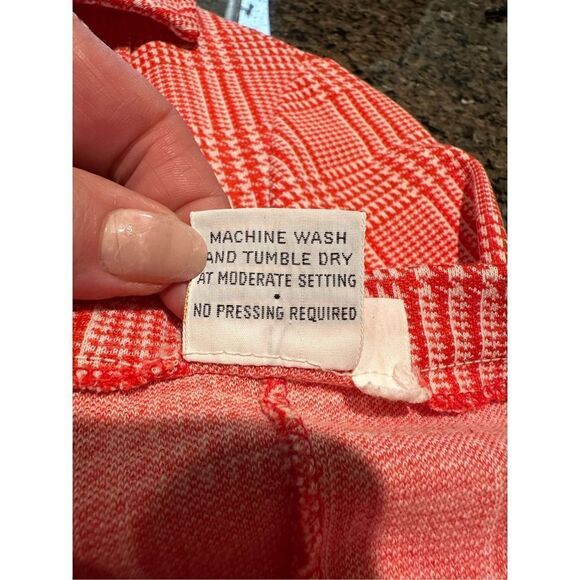 MACHINE WASH
AND TUMBLE DRY
AT MODERATE SETTING
•
NO PRESSING REQUIRED